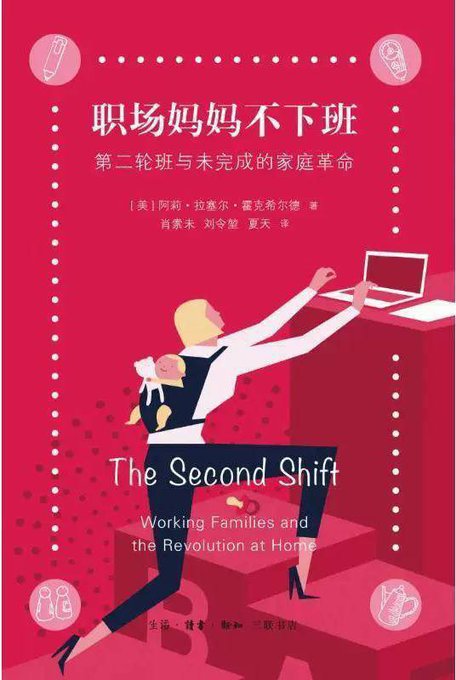 职场妈妈不下班
第二轮班与未完成的家庭革命
[美]阿莉·拉塞尔·霍克希尔德 著
肖索未 刘令堃 夏天 译
The Second Shift
Working Families and
the Revolution at Home
B
A
生活·讀書·新知 三联书店